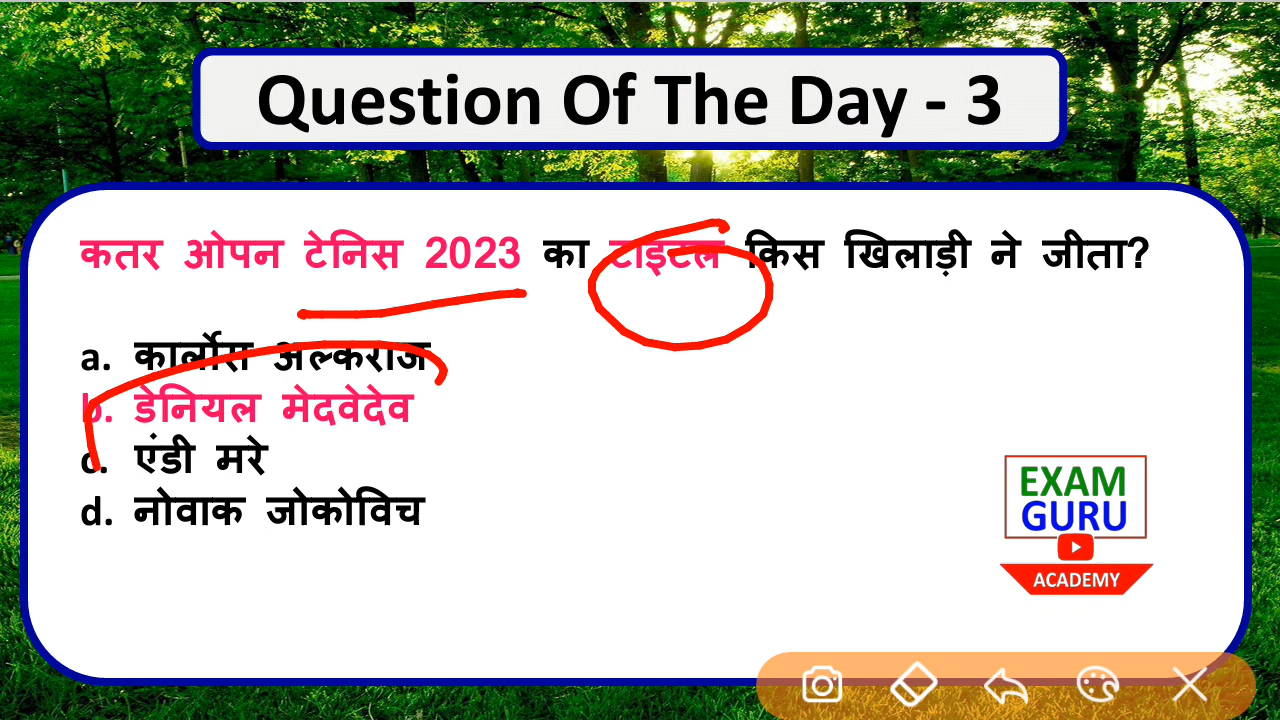 Question Of The Day - 3
कतर ओपन टेनिस 2023 का टाइटल किस खिलाड़ी ने जीता?
a. कार्लोस अल्कराज
b. डेनियल मेदवेदेव
c. एंडी मरे
d. नोवाक जोकोविच
EXAM
GURU
ACADEMY